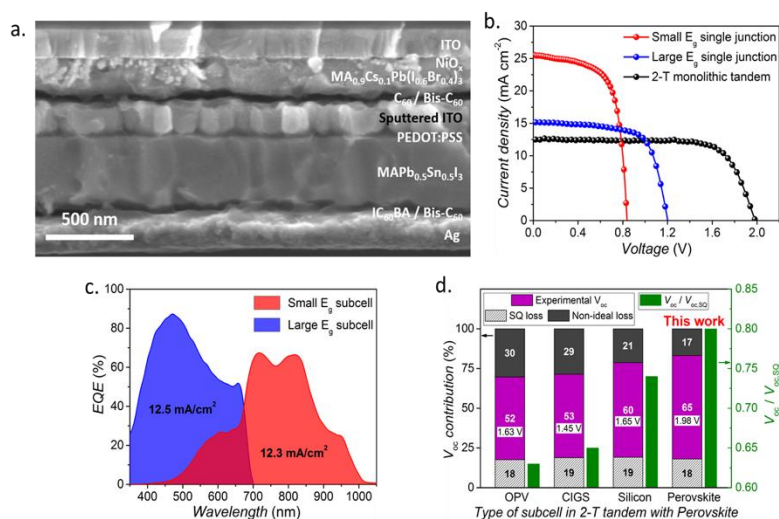 a.
ITO
NiOₓ
MA₀.₉Cs₀.₁Pb(I₀.₆Br₀.₄)₃
C₆₀ / Bis-C₆₀
Sputtered ITO
PEDOT:PSS
MAPb₀.₅Sn₀.₅I₃
IC₆₀BA / Bis-C₆₀
Ag
500 nm
b.
Small Eg single junction
Large Eg single junction
2-T monolithic tandem
Current density (mA cm⁻²)
30
25
20
15
10
5
0
0.0 0.4 0.8 1.2 1.6 2.0
Voltage (V)
c.
Small Eg subcell
Large Eg subcell
EQE (%)
100
80
60
40
20
0
12.5 mA/cm²
12.3 mA/cm²
400 500 600 700 800 900 1000
Wavelength (nm)
d.
Experimental Voc
Voc / Voc,SQ
SQ loss
Non-ideal loss
This work
Voc contribution (%)
100
75
50
25
0
30 29 21 17
52 53 60 65
1.63 V 1.45 V 1.65 V 1.98 V
18 19 19 18
0.80
0.75
0.70
0.65
0.60
Voc / Voc,SQ
OPV CIGS Silicon Perovskite
Type of subcell in 2-T tandem with Perovskite